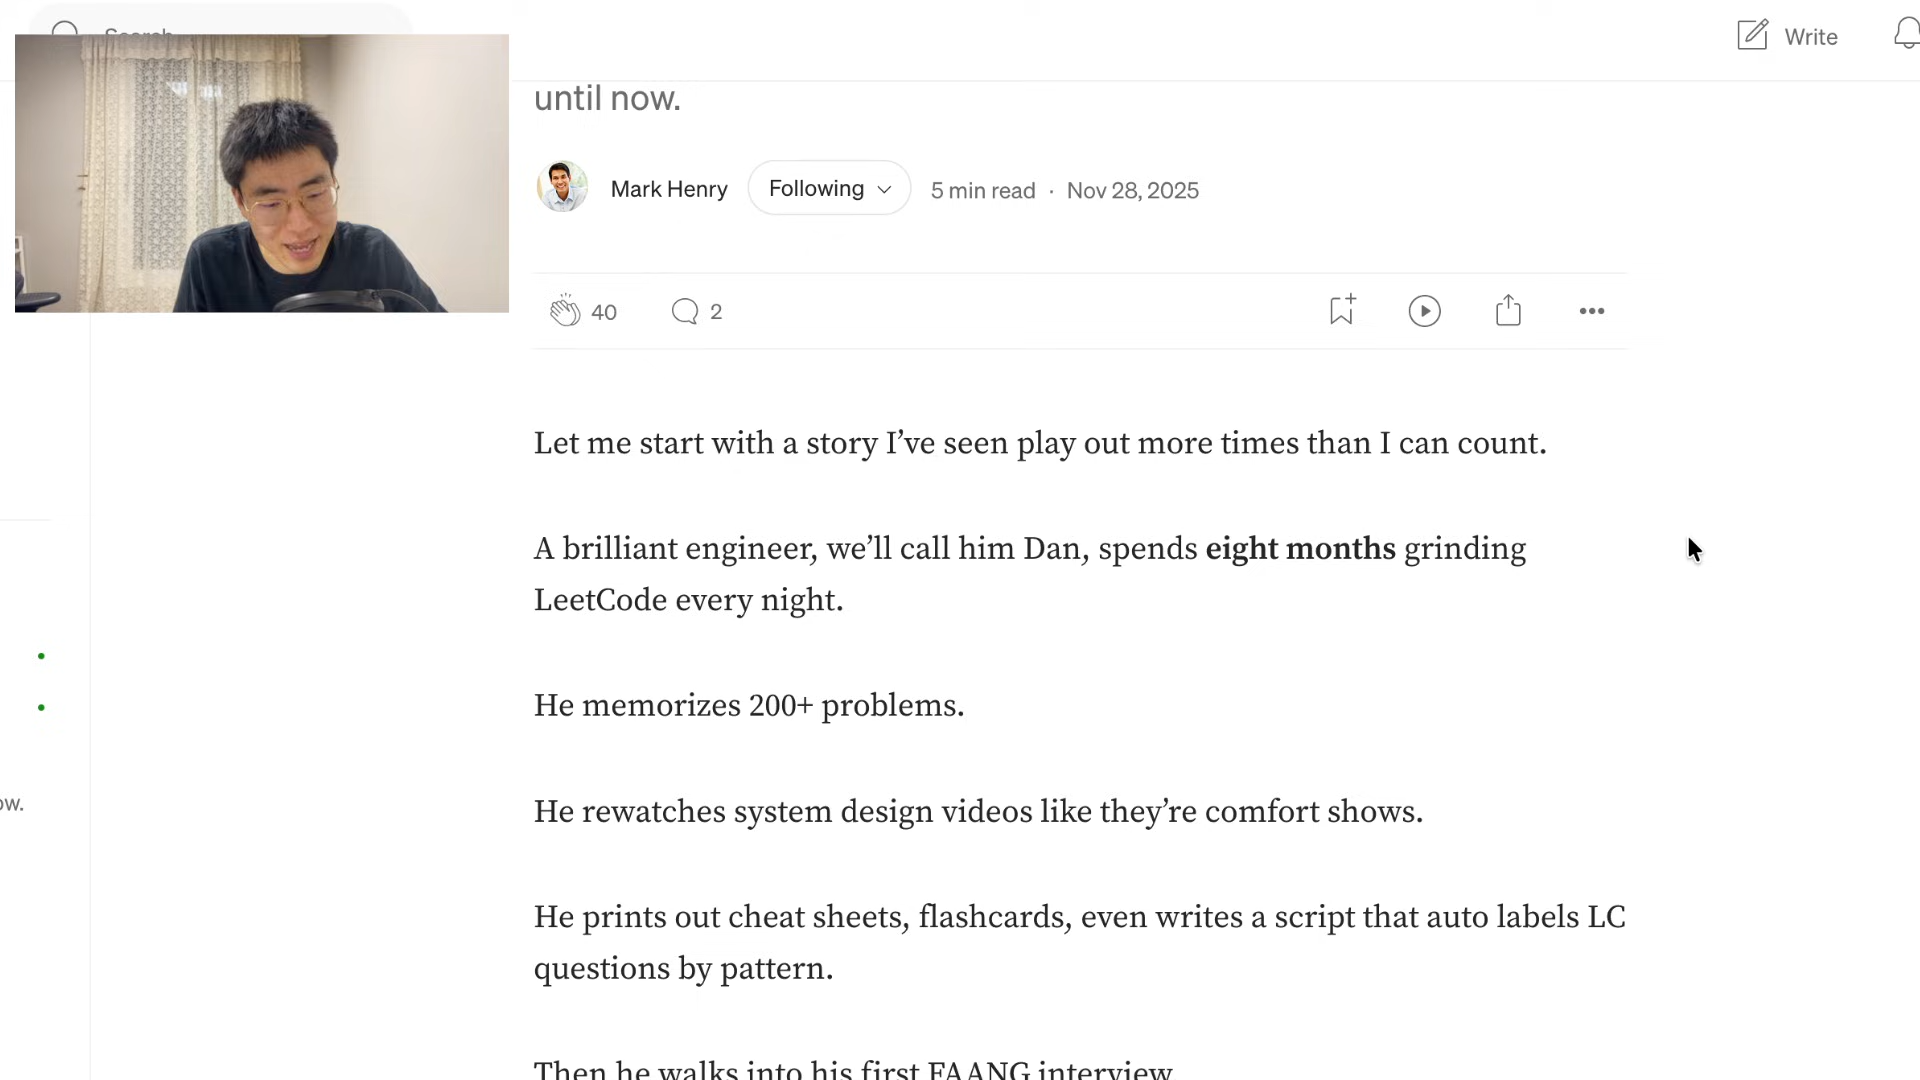 Search
Write
until now.
Mark Henry
Following
5 min read · Nov 28, 2025
40
2
Let me start with a story I’ve seen play out more times than I can count.
A brilliant engineer, we’ll call him Dan, spends eight months grinding
LeetCode every night.
He memorizes 200+ problems.
ow.
He rewatches system design videos like they’re comfort shows.
He prints out cheat sheets, flashcards, even writes a script that auto labels LC
questions by pattern.
Then he walks into his first FAANG interview